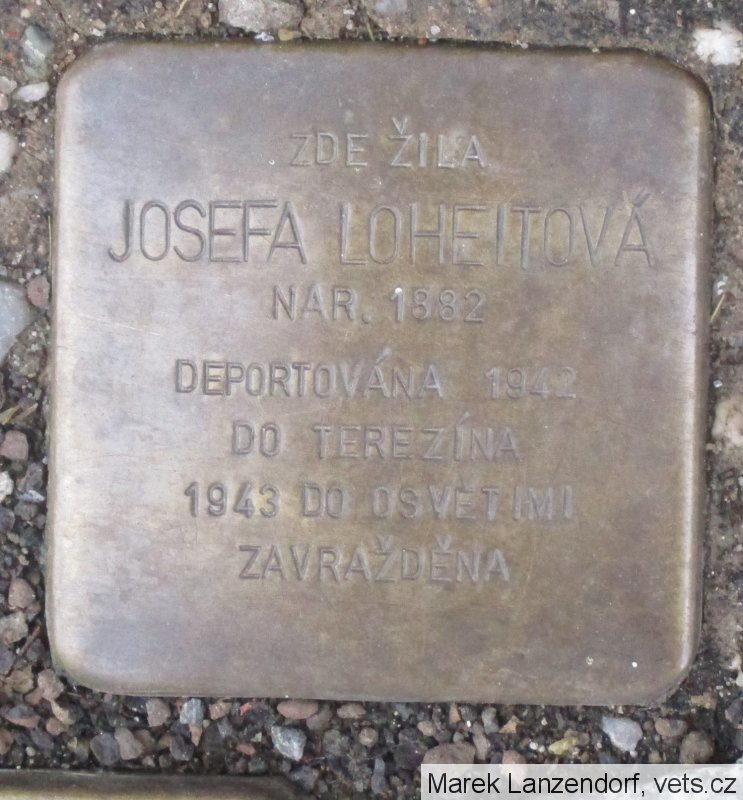 ZDE ŽILA
JOSEFA LOHEITOVÁ
NAR. 1882
DEPORTOVÁNA 1942
DO TEREZÍNA
1943 DO OSVĚTIMI
ZAVRAŽDĚNA
Marek Lanzendorf, vets.cz